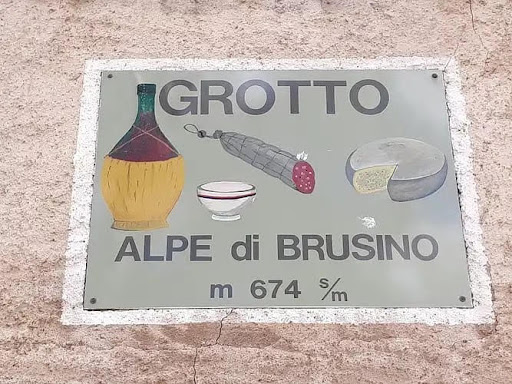 GROTTO
ALPE di BRUSINO
m 674 s/m